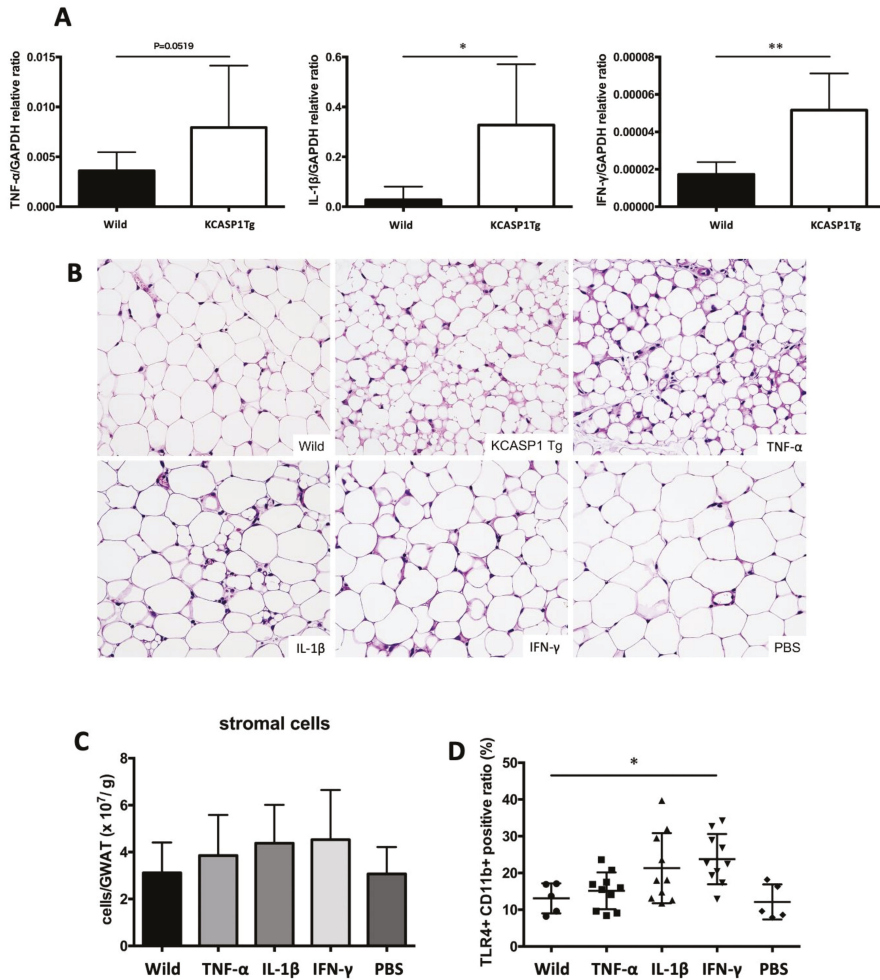 A
P=0.0519
TNF-α/GAPDH relative ratio
0.015
0.010
0.005
0.000
Wild
KCASP1Tg
*
IL-1β/GAPDH relative ratio
0.6
0.4
0.2
0.0
Wild
KCASP1Tg
**
IFN-γ/GAPDH relative ratio
0.00008
0.00006
0.00004
0.00002
0.00000
Wild
KCASP1Tg
B
Wild
KCASP1 Tg
TNF-α
IL-1β
IFN-γ
PBS
C
stromal cells
cells/GWAT (x 10⁷/ g)
8
6
4
2
0
Wild
TNF-α
IL-1β
IFN-γ
PBS
D
*
TLR4+ CD11b+ positive ratio (%)
50
40
30
20
10
0
Wild
TNF-α
IL-1β
IFN-γ
PBS